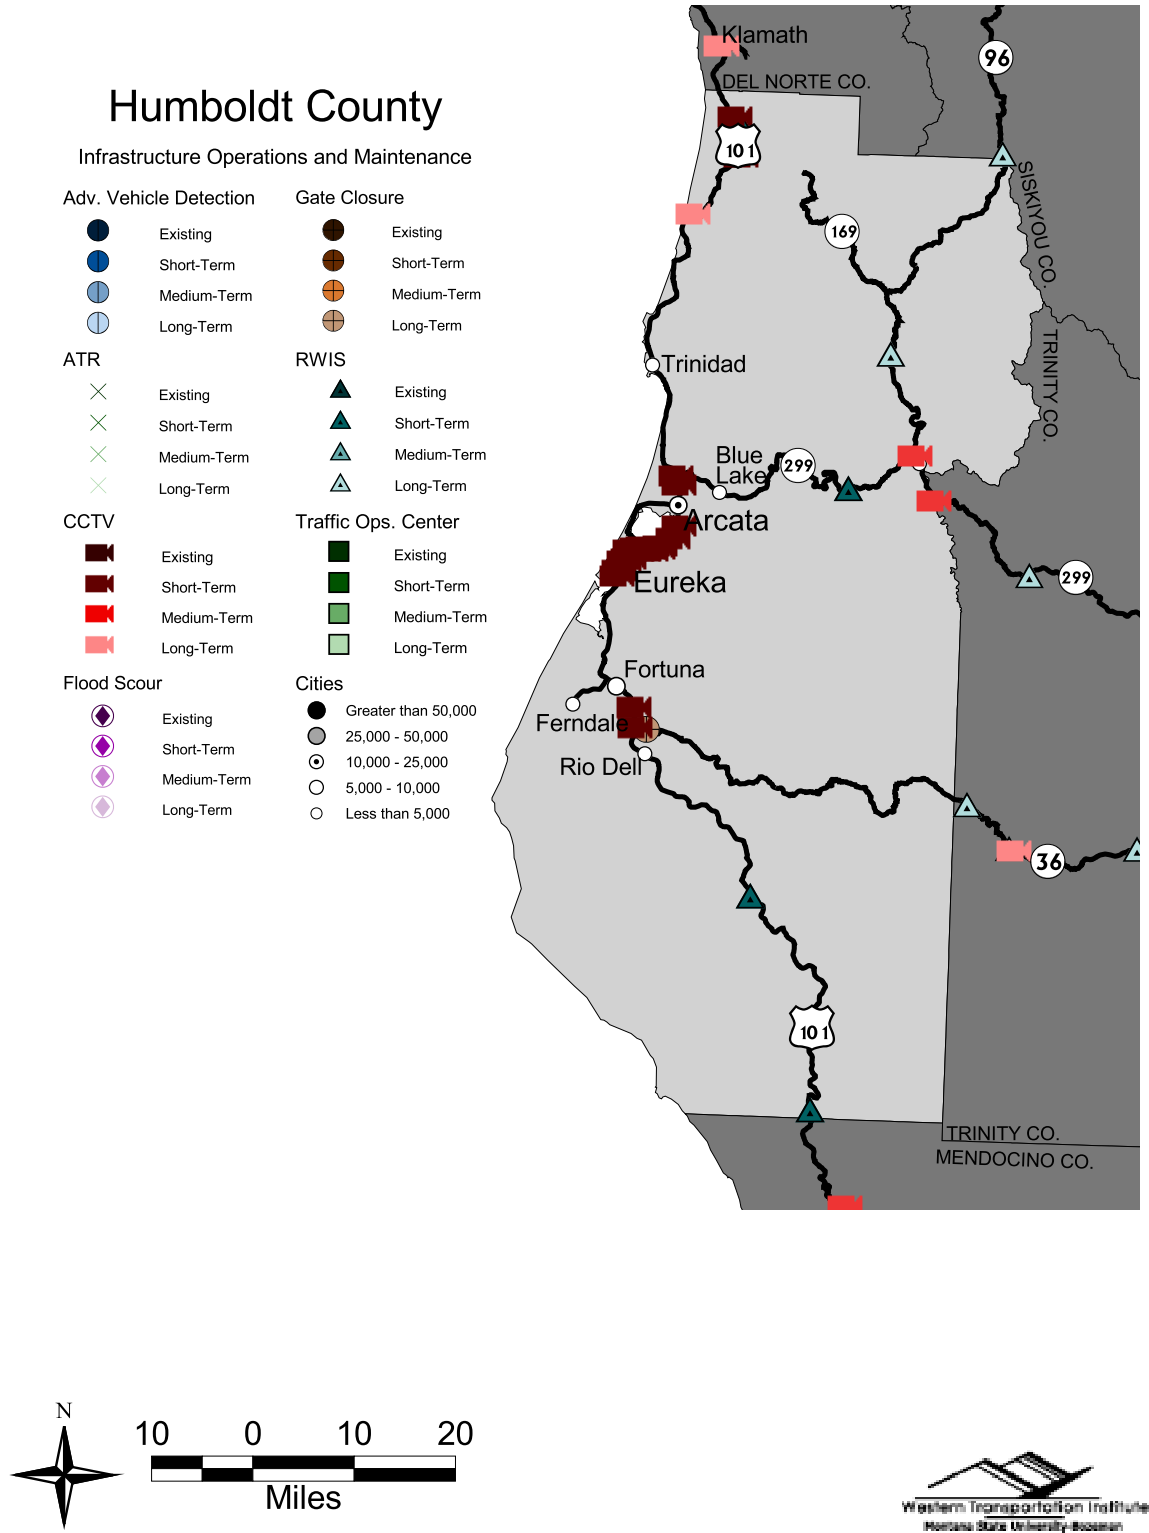 Humboldt County
Infrastructure Operations and Maintenance
Adv. Vehicle Detection
Existing
Short-Term
Medium-Term
Long-Term
Gate Closure
Existing
Short-Term
Medium-Term
Long-Term
ATR
Existing
Short-Term
Medium-Term
Long-Term
RWIS
Existing
Short-Term
Medium-Term
Long-Term
CCTV
Existing
Short-Term
Medium-Term
Long-Term
Traffic Ops. Center
Existing
Short-Term
Medium-Term
Long-Term
Flood Scour
Existing
Short-Term
Medium-Term
Long-Term
Cities
Greater than 50,000
25,000 - 50,000
10,000 - 25,000
5,000 - 10,000
Less than 5,000
Klamath
96
DEL NORTE CO.
101
SISKIYOU CO.
169
TRINITY CO.
Trinidad
Blue
Lake
299
Arcata
Eureka
299
Fortuna
Ferndale
Rio Dell
36
101
TRINITY CO.
MENDOCINO CO.
N
10 0 10 20
Miles
Western Transportation Institute
Montana State University-Bozeman